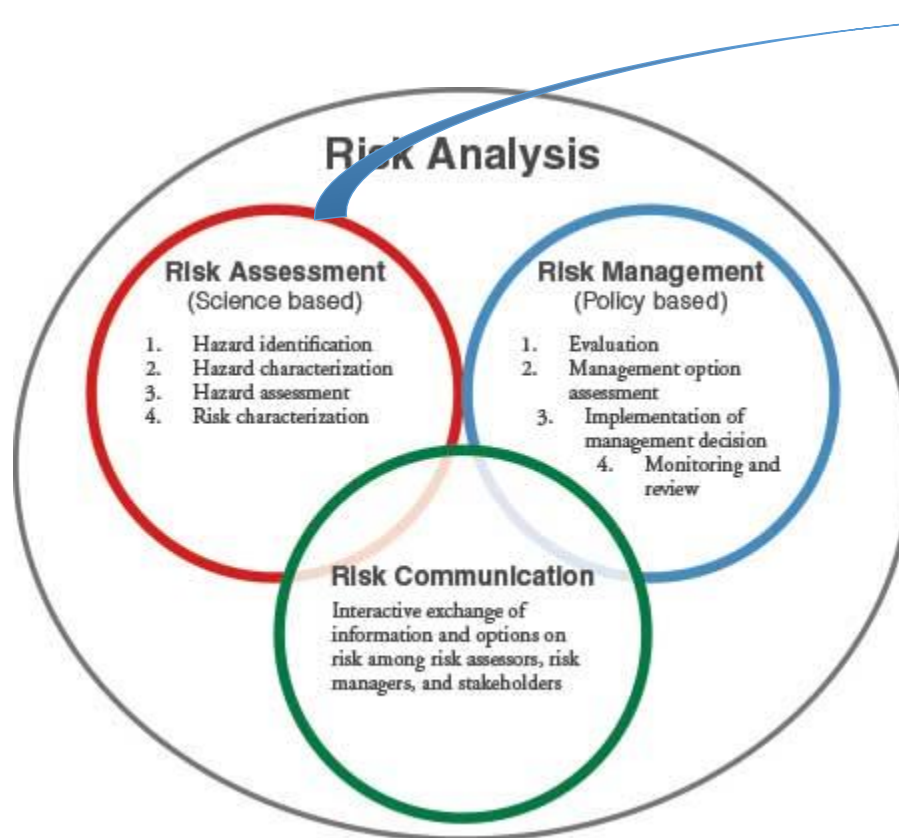 Risk Analysis
Risk Assessment
(Science based)
1. Hazard identification
2. Hazard characterization
3. Hazard assessment
4. Risk characterization
Risk Management
(Policy based)
1. Evaluation
2. Management option
assessment
3. Implementation of
management decision
4. Monitoring and
review
Risk Communication
Interactive exchange of
information and options on
risk among risk assessors, risk
managers, and stakeholders